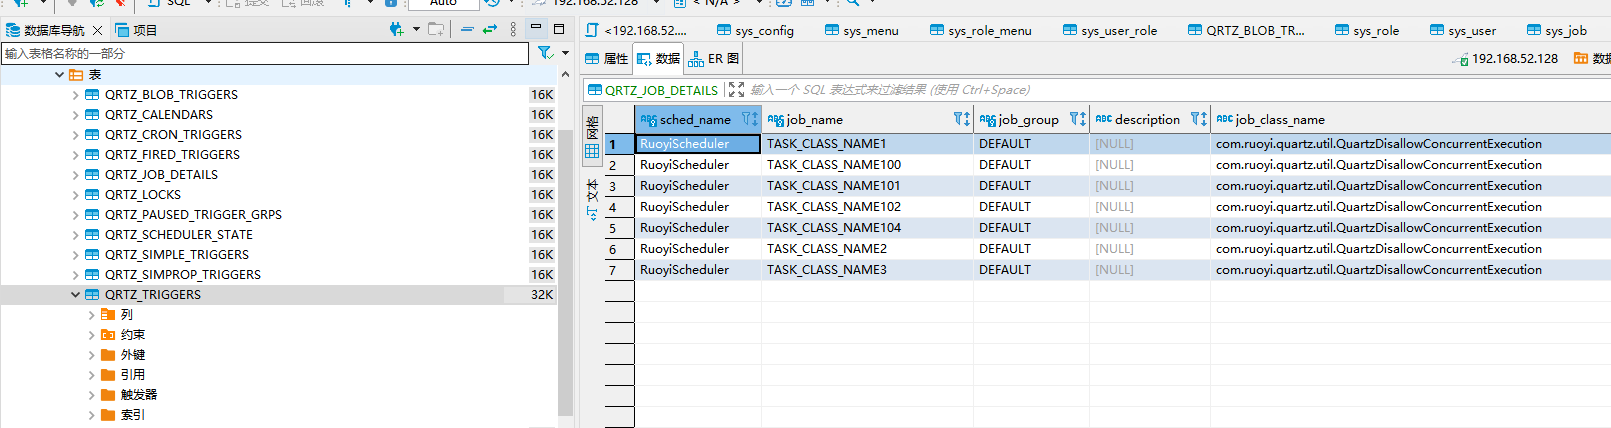 SQL 提交 回滚 Auto 192.168.52.128 < N/A >
数据库导航 项目
输入表格名称的一部分
表
QRTZ_BLOB_TRIGGERS 16K
QRTZ_CALENDARS 16K
QRTZ_CRON_TRIGGERS 16K
QRTZ_FIRED_TRIGGERS 16K
QRTZ_JOB_DETAILS 16K
QRTZ_LOCKS 16K
QRTZ_PAUSED_TRIGGER_GRPS 16K
QRTZ_SCHEDULER_STATE 16K
QRTZ_SIMPLE_TRIGGERS 16K
QRTZ_SIMPROP_TRIGGERS 16K
QRTZ_TRIGGERS 32K
列
约束
外键
引用
触发器
索引
<192.168.52.... sys_config sys_menu sys_role_menu sys_user_role QRTZ_BLOB_TR... sys_role sys_user sys_job
属性 数据 ER 图 192.168.52.128 数据
QRTZ_JOB_DETAILS 输入一个 SQL 表达式来过滤结果 (使用 Ctrl+Space)
网格
文本
ABC sched_name ABC job_name ABC job_group ABC description ABC job_class_name
1 RuoyiScheduler TASK_CLASS_NAME1 DEFAULT [NULL] com.ruoyi.quartz.util.QuartzDisallowConcurrentExecution
2 RuoyiScheduler TASK_CLASS_NAME100 DEFAULT [NULL] com.ruoyi.quartz.util.QuartzDisallowConcurrentExecution
3 RuoyiScheduler TASK_CLASS_NAME101 DEFAULT [NULL] com.ruoyi.quartz.util.QuartzDisallowConcurrentExecution
4 RuoyiScheduler TASK_CLASS_NAME102 DEFAULT [NULL] com.ruoyi.quartz.util.QuartzDisallowConcurrentExecution
5 RuoyiScheduler TASK_CLASS_NAME104 DEFAULT [NULL] com.ruoyi.quartz.util.QuartzDisallowConcurrentExecution
6 RuoyiScheduler TASK_CLASS_NAME2 DEFAULT [NULL] com.ruoyi.quartz.util.QuartzDisallowConcurrentExecution
7 RuoyiScheduler TASK_CLASS_NAME3 DEFAULT [NULL] com.ruoyi.quartz.util.QuartzDisallowConcurrentExecution